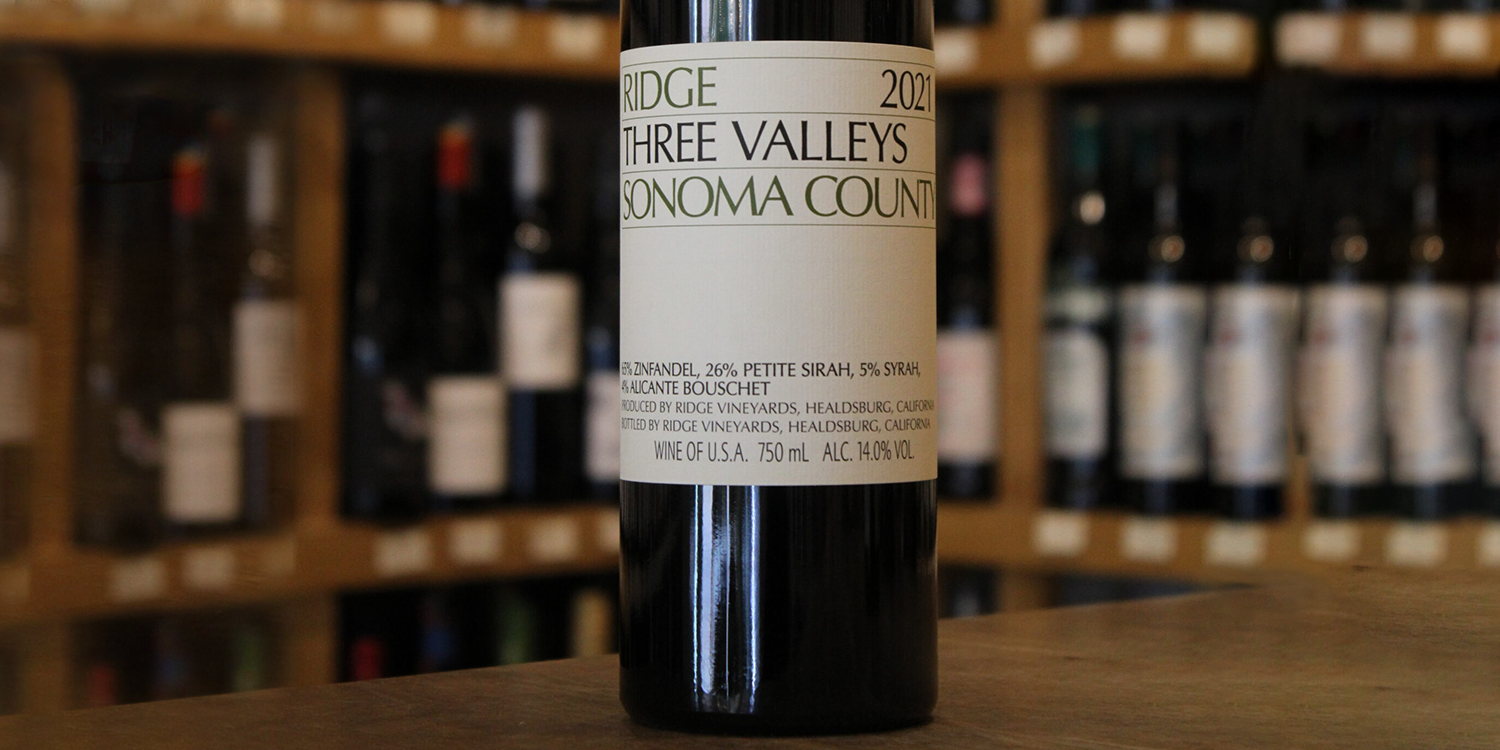 RIDGE 2021
THREE VALLEYS
SONOMA COUNTY
65% ZINFANDEL, 26% PETITE SIRAH, 5% SYRAH,
4% ALICANTE BOUSCHET
PRODUCED BY RIDGE VINEYARDS, HEALDSBURG, CALIFORNIA
BOTTLED BY RIDGE VINEYARDS, HEALDSBURG, CALIFORNIA
WINE OF U.S.A. 750 mL ALC. 14.0% VOL.